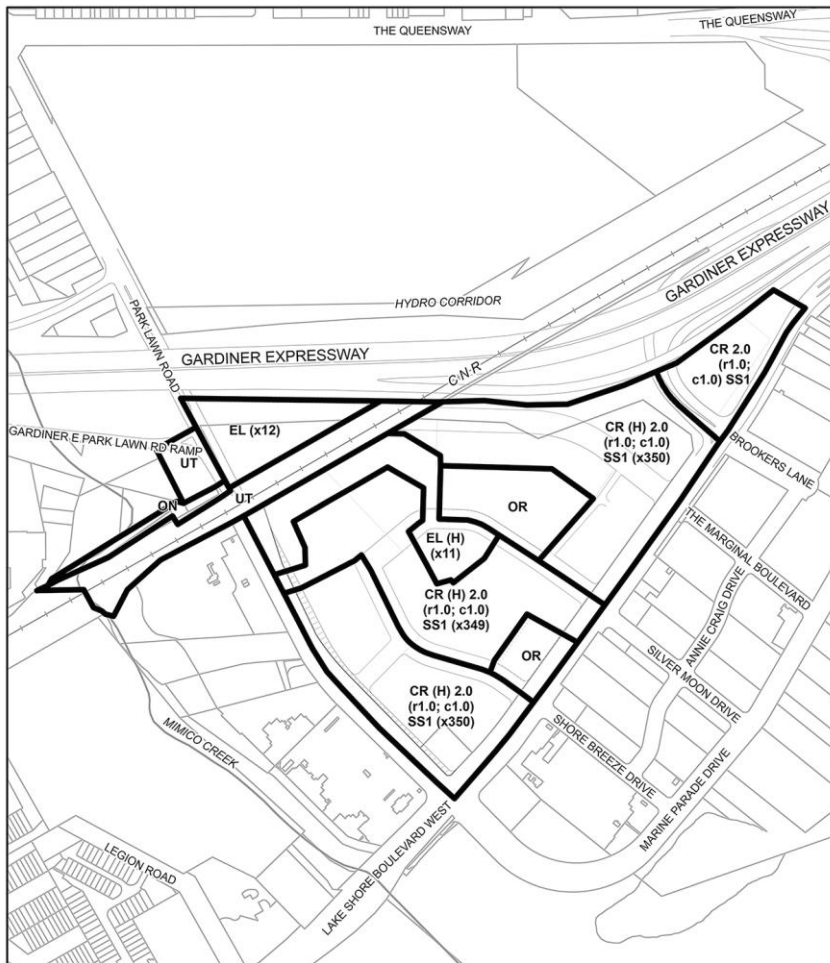 THE QUEENSWAY
THE QUEENSWAY
GARDINER EXPRESSWAY
HYDRO CORRIDOR
PARK LAWN ROAD
GARDINER EXPRESSWAY
C N R
CR 2.0
(r1.0;
c1.0) SS1
EL (x12)
CR (H) 2.0
(r1.0; c1.0)
SS1 (x350)
GARDINER E PARK LAWN RD RAMP
UT
BROOKERS LANE
ON
UT
OR
EL (H)
(x11)
THE MARGINAL BOULEVARD
CR (H) 2.0
(r1.0; c1.0)
SS1 (x349)
ANNIE CRAIG DRIVE
OR
SILVER MOON DRIVE
CR (H) 2.0
(r1.0; c1.0)
SS1 (x350)
MIMICO CREEK
SHORE BREEZE DRIVE
MARINE PARADE DRIVE
LEGION ROAD
LAKE SHORE BOULEVARD WEST